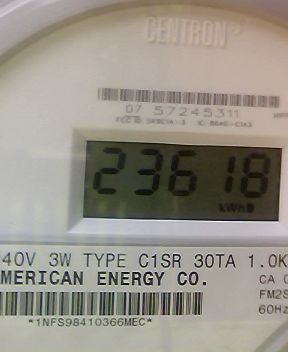 CENTRON
07 57245311
23618
kWh
40V 3W TYPE C1SR 30TA 1.0K
MERICAN ENERGY CO.
CA 0
FM2S
60Hz
*1NFS98410366MEC*